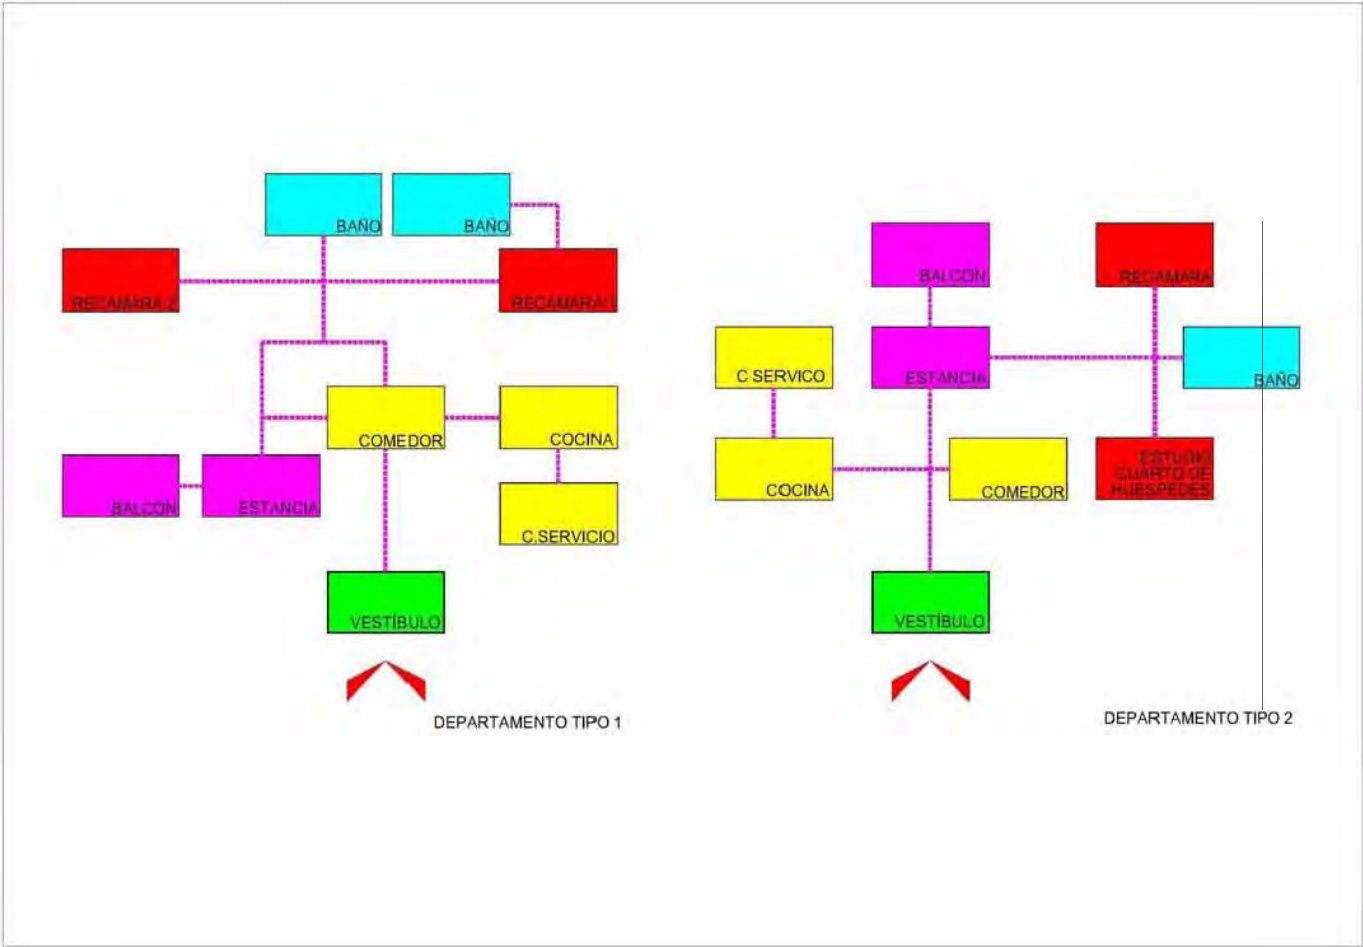 BAÑO
BAÑO
RECAMARA 2
RECAMARA 1
COMEDOR
COCINA
BALCON
ESTANCIA
C.SERVICIO
VESTÍBULO
DEPARTAMENTO TIPO 1
BALCON
RECAMARA
C SERVICO
ESTANCIA
BAÑO
COCINA
COMEDOR
ESTUDIO
CUARTO DE
HUESPEDES
VESTÍBULO
DEPARTAMENTO TIPO 2